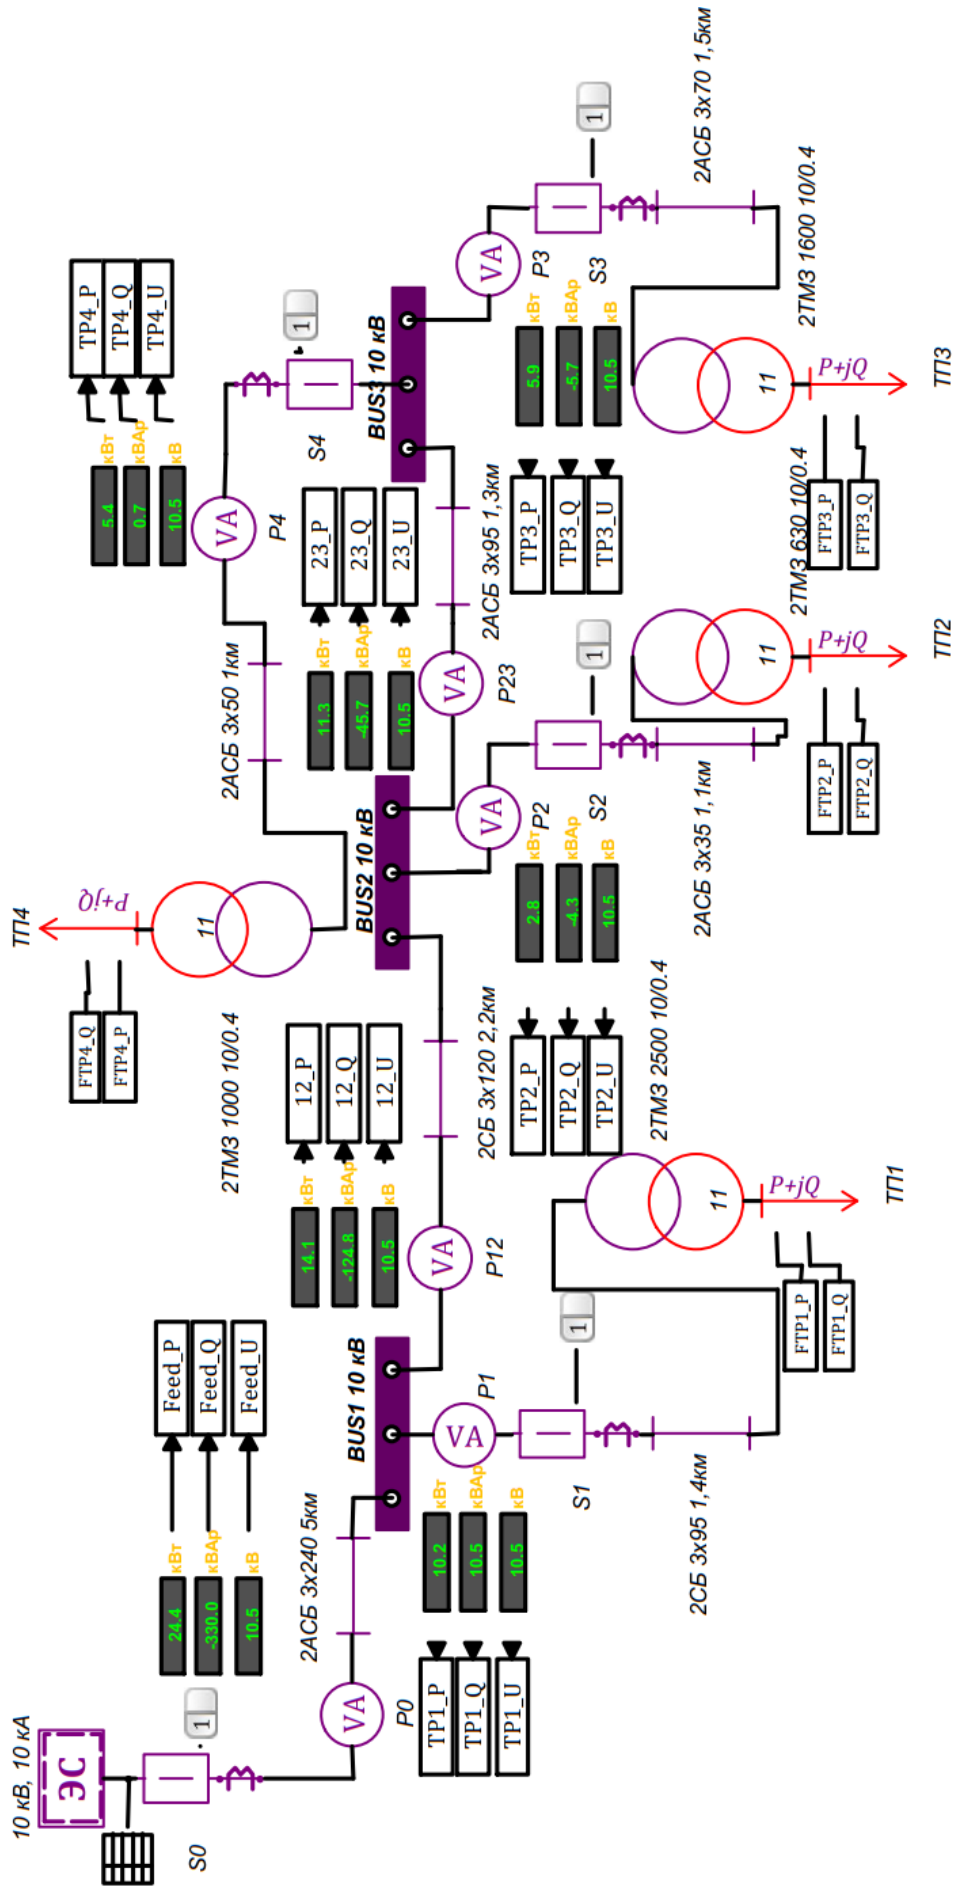 10 кВ, 10 кА
ЭС
S0
1
24.4 кВт
-330.0 кВАр
10.5 кВ
Feed_P
Feed_Q
Feed_U
VA
P0
2АСБ 3х240 5км
BUS1 10 кВ
TP1_P
TP1_Q
TP1_U
10.2 кВт
10.5 кВАр
10.5 кВ
VA
P1
S1
1
2СБ 3х95 1,4км
2ТМЗ 2500 10/0.4
11
P+jQ
ТП1
FTP1_P
FTP1_Q
VA
P12
14.1 кВт
-124.8 кВАр
10.5 кВ
12_P
12_Q
12_U
2СБ 3х120 2,2км
BUS2 10 кВ
TP2_P
TP2_Q
TP2_U
2.8 кВт
-4.3 кВАр
10.5 кВ
VA
P2
S2
1
2АСБ 3х35 1,1км
2ТМЗ 630 10/0.4
11
P+jQ
ТП2
FTP2_P
FTP2_Q
VA
P23
11.3 кВт
-45.7 кВАр
10.5 кВ
23_P
23_Q
23_U
2АСБ 3х95 1,3км
BUS3 10 кВ
TP3_P
TP3_Q
TP3_U
5.9 кВт
-5.7 кВАр
10.5 кВ
VA
P3
S3
1
2АСБ 3х70 1,5км
2ТМЗ 1600 10/0.4
11
P+jQ
ТП3
FTP3_P
FTP3_Q
S4
1
VA
P4
5.4 кВт
0.7 кВАр
10.5 кВ
TP4_P
TP4_Q
TP4_U
2АСБ 3х50 1км
2ТМЗ 1000 10/0.4
11
P+jQ
ТП4
FTP4_Q
FTP4_P